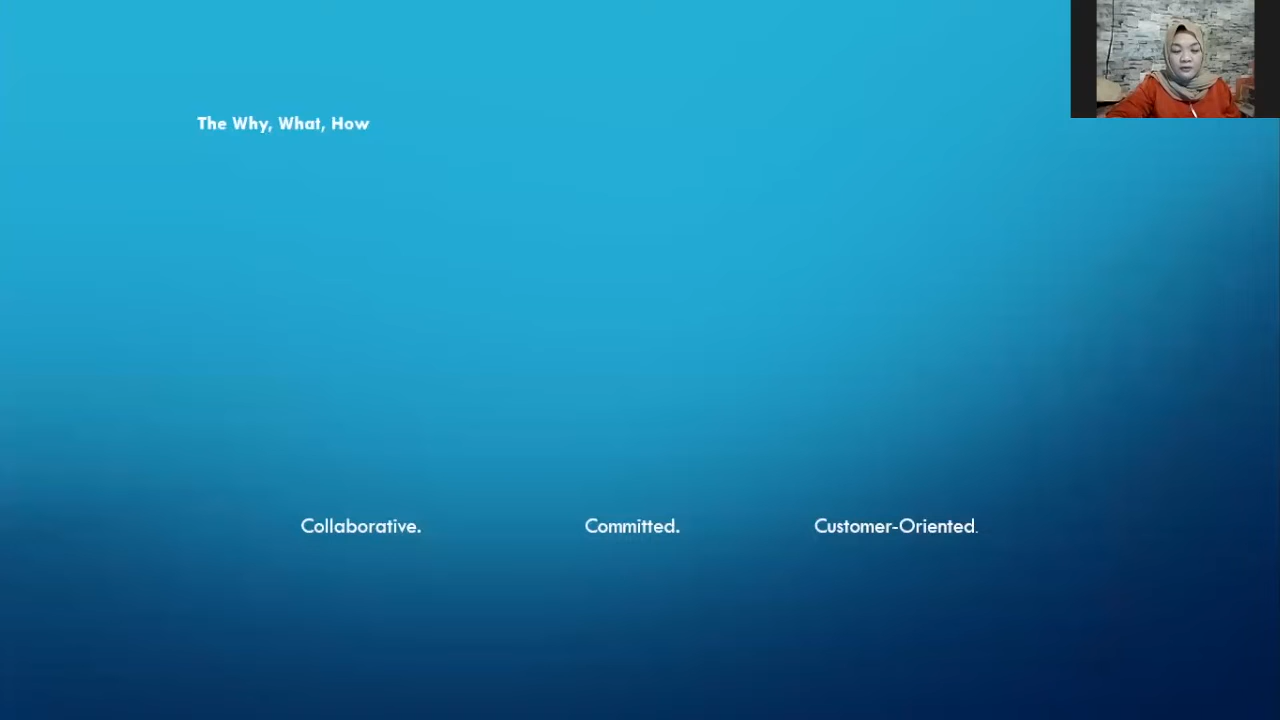 The Why, What, How
Collaborative. Committed. Customer-Oriented.